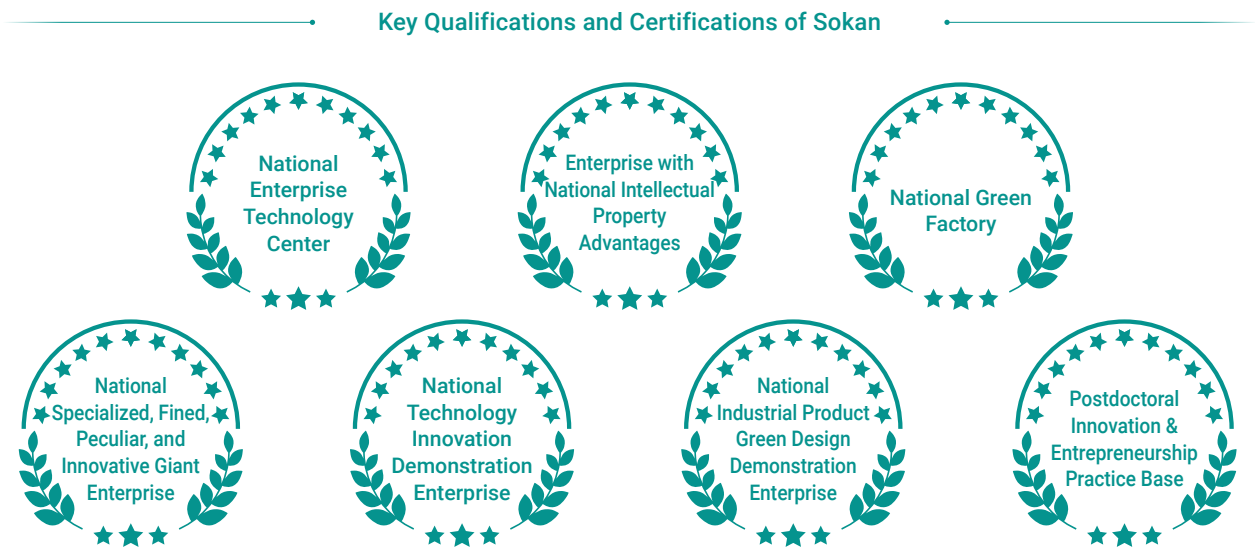 Key Qualifications and Certifications of Sokan
National
Enterprise
Technology
Center
Enterprise with
National Intellectual
Property
Advantages
National Green
Factory
National
Specialized, Fined,
Peculiar, and
Innovative Giant
Enterprise
National
Technology
Innovation
Demonstration
Enterprise
National
Industrial Product
Green Design
Demonstration
Enterprise
Postdoctoral
Innovation &
Entrepreneurship
Practice Base